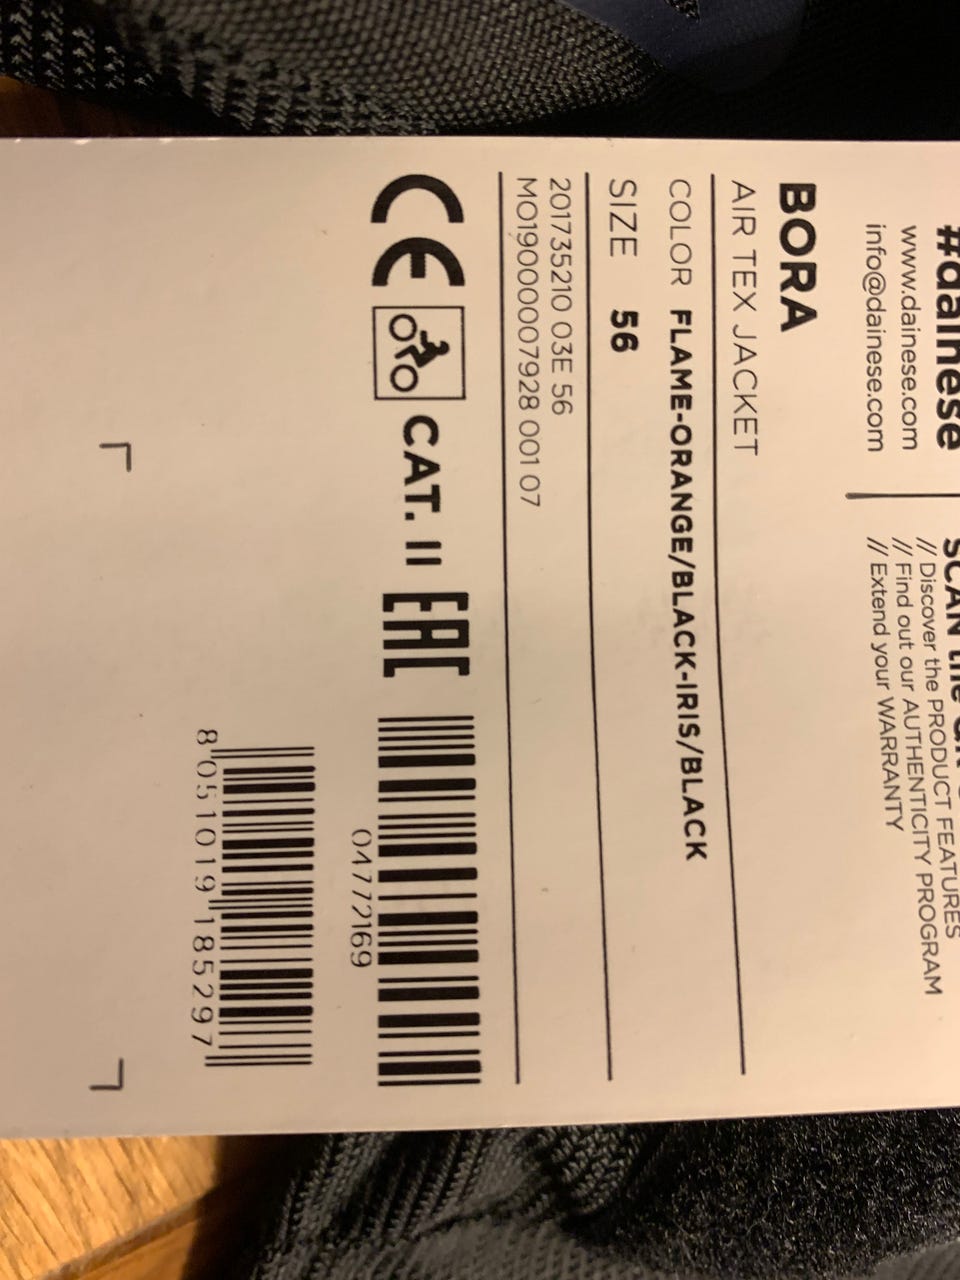 #dainese
www.dainese.com
info@dainese.com
// Discover the PRODUCT FEATURES
// Find out our AUTHENTICITY PROGRAM
// Extend your WARRANTY
BORA
AIR TEX JACKET
COLOR FLAME-ORANGE/BLACK-IRIS/BLACK
SIZE 56
201735210 03E 56
MO190000007928 001 07
CE CAT. II EAC
04772169
8 051019 185297